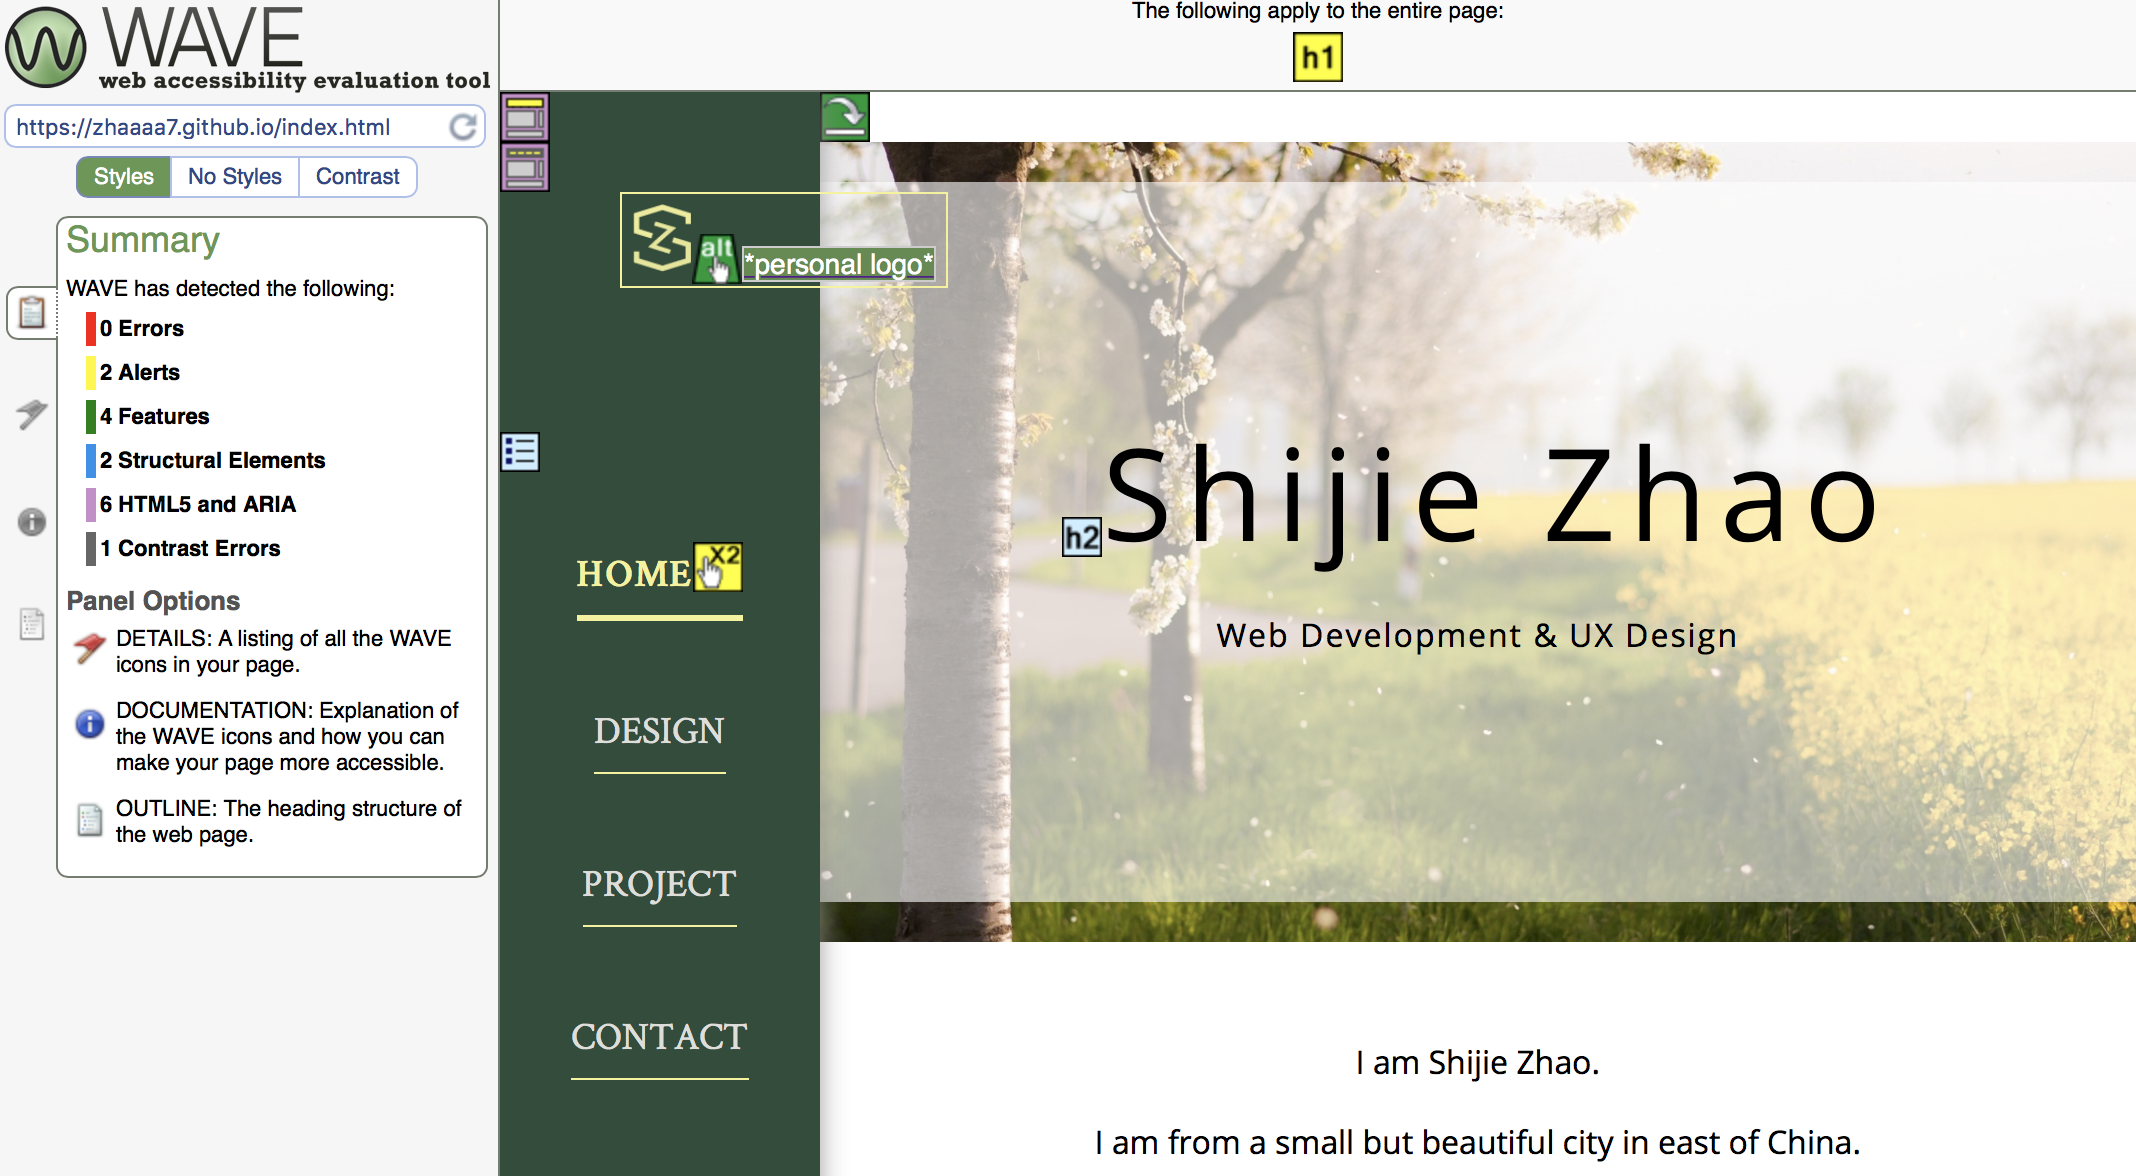 WAVE
web accessibility evaluation tool
https://zhaaaa7.github.io/index.html
Styles No Styles Contrast
Summary
WAVE has detected the following:
0 Errors
2 Alerts
4 Features
2 Structural Elements
6 HTML5 and ARIA
1 Contrast Errors
Panel Options
DETAILS: A listing of all the WAVE
icons in your page.
DOCUMENTATION: Explanation of
the WAVE icons and how you can
make your page more accessible.
OUTLINE: The heading structure of
the web page.
The following apply to the entire page:
h1
SZ
alt *personal logo*
HOME X2
DESIGN
PROJECT
CONTACT
h2 Shijie Zhao
Web Development & UX Design
I am Shijie Zhao.
I am from a small but beautiful city in east of China.